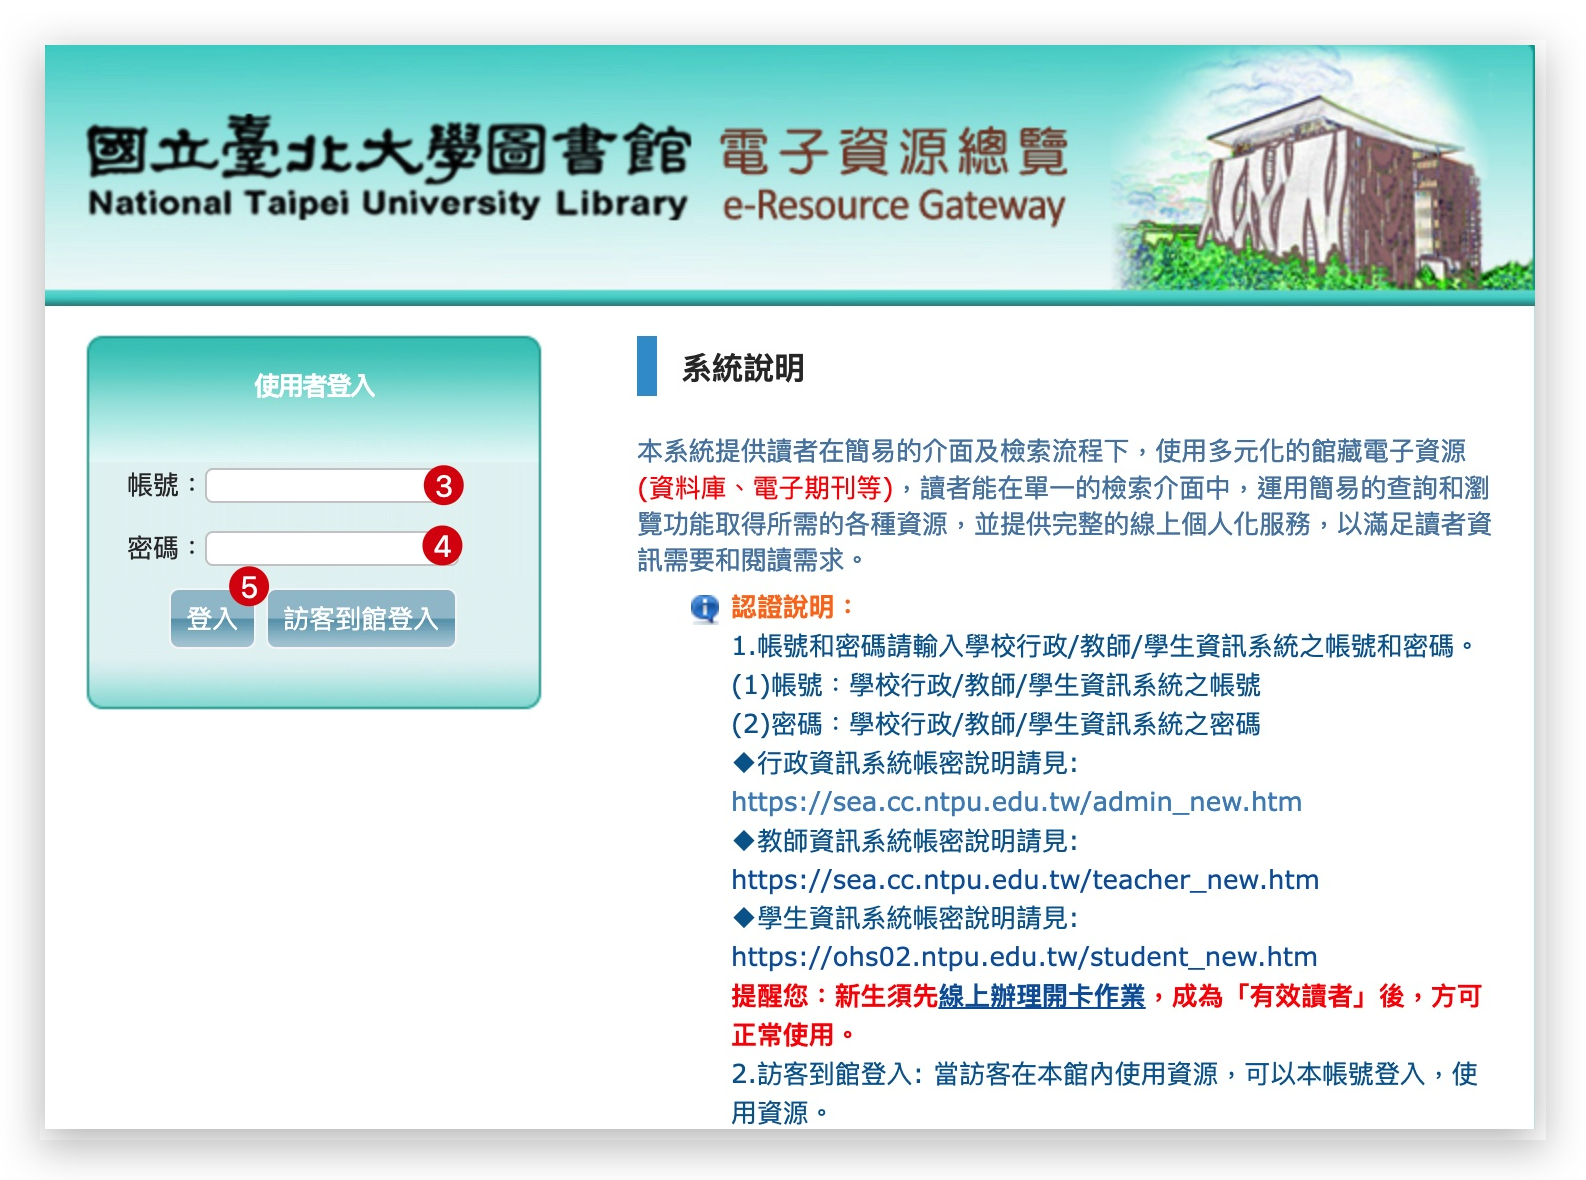 國立臺北大學圖書館 電子資源總覽
National Taipei University Library e-Resource Gateway
使用者登入
帳號：
3
密碼：
4
5
登入 訪客到館登入
系統說明
本系統提供讀者在簡易的介面及檢索流程下，使用多元化的館藏電子資源
(資料庫、電子期刊等)，讀者能在單一的檢索介面中，運用簡易的查詢和瀏
覽功能取得所需的各種資源，並提供完整的線上個人化服務，以滿足讀者資
訊需要和閱讀需求。
認證說明：
1.帳號和密碼請輸入學校行政/教師/學生資訊系統之帳號和密碼。
(1)帳號：學校行政/教師/學生資訊系統之帳號
(2)密碼：學校行政/教師/學生資訊系統之密碼
◆行政資訊系統帳密說明請見:
https://sea.cc.ntpu.edu.tw/admin_new.htm
◆教師資訊系統帳密說明請見:
https://sea.cc.ntpu.edu.tw/teacher_new.htm
◆學生資訊系統帳密說明請見:
https://ohs02.ntpu.edu.tw/student_new.htm
提醒您：新生須先線上辦理開卡作業，成為「有效讀者」後，方可
正常使用。
2.訪客到館登入: 當訪客在本館內使用資源，可以本帳號登入，使
用資源。